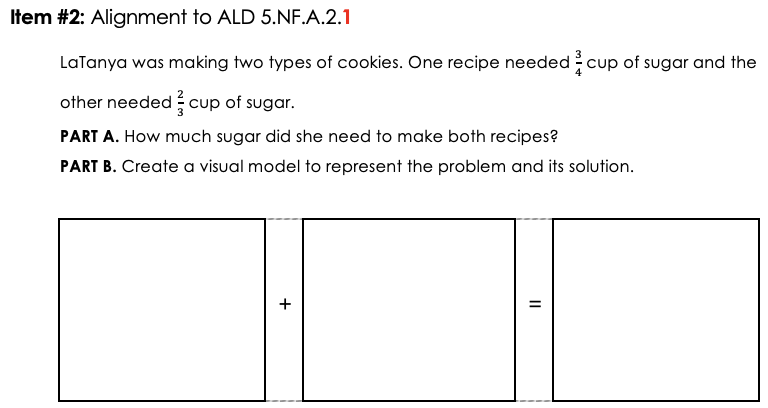 Item #2: Alignment to ALD 5.NF.A.2.1
LaTanya was making two types of cookies. One recipe needed 3/4 cup of sugar and the
other needed 2/3 cup of sugar.
PART A. How much sugar did she need to make both recipes?
PART B. Create a visual model to represent the problem and its solution.
+ =